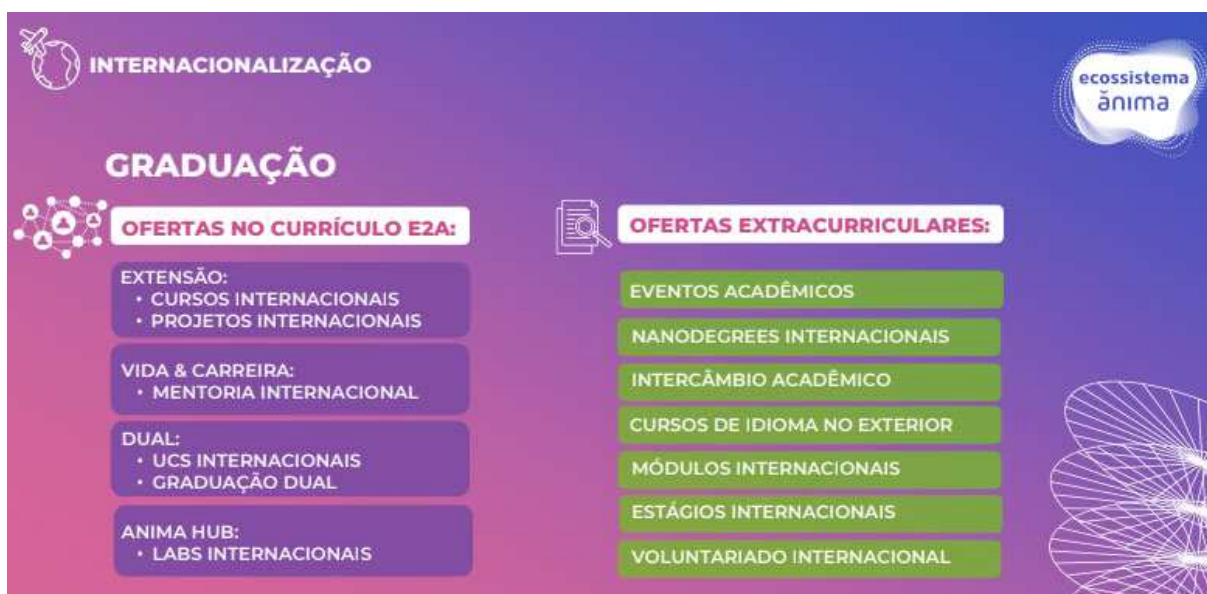 INTERNACIONALIZAÇÃO
ecossistema
ănıma
GRADUAÇÃO
OFERTAS NO CURRÍCULO E2A:
EXTENSÃO:
• CURSOS INTERNACIONAIS
• PROJETOS INTERNACIONAIS
VIDA & CARREIRA:
• MENTORIA INTERNACIONAL
DUAL:
• UCS INTERNACIONAIS
• GRADUAÇÃO DUAL
ANIMA HUB:
• LABS INTERNACIONAIS
OFERTAS EXTRACURRICULARES:
EVENTOS ACADÊMICOS
NANODEGREES INTERNACIONAIS
INTERCÂMBIO ACADÊMICO
CURSOS DE IDIOMA NO EXTERIOR
MÓDULOS INTERNACIONAIS
ESTÁGIOS INTERNACIONAIS
VOLUNTARIADO INTERNACIONAL